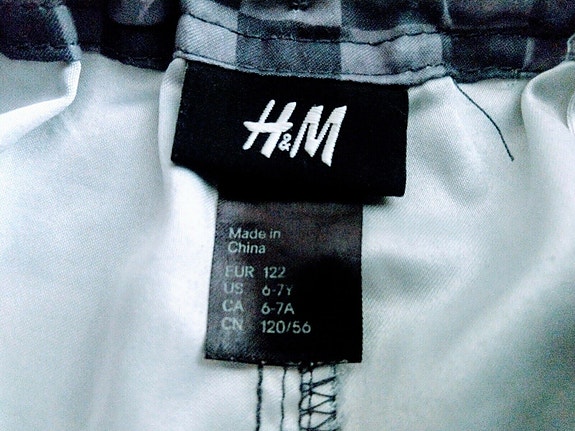 H&M
Made in
China
EUR 122
US 6-7Y
CA 6-7A
CN 120/56